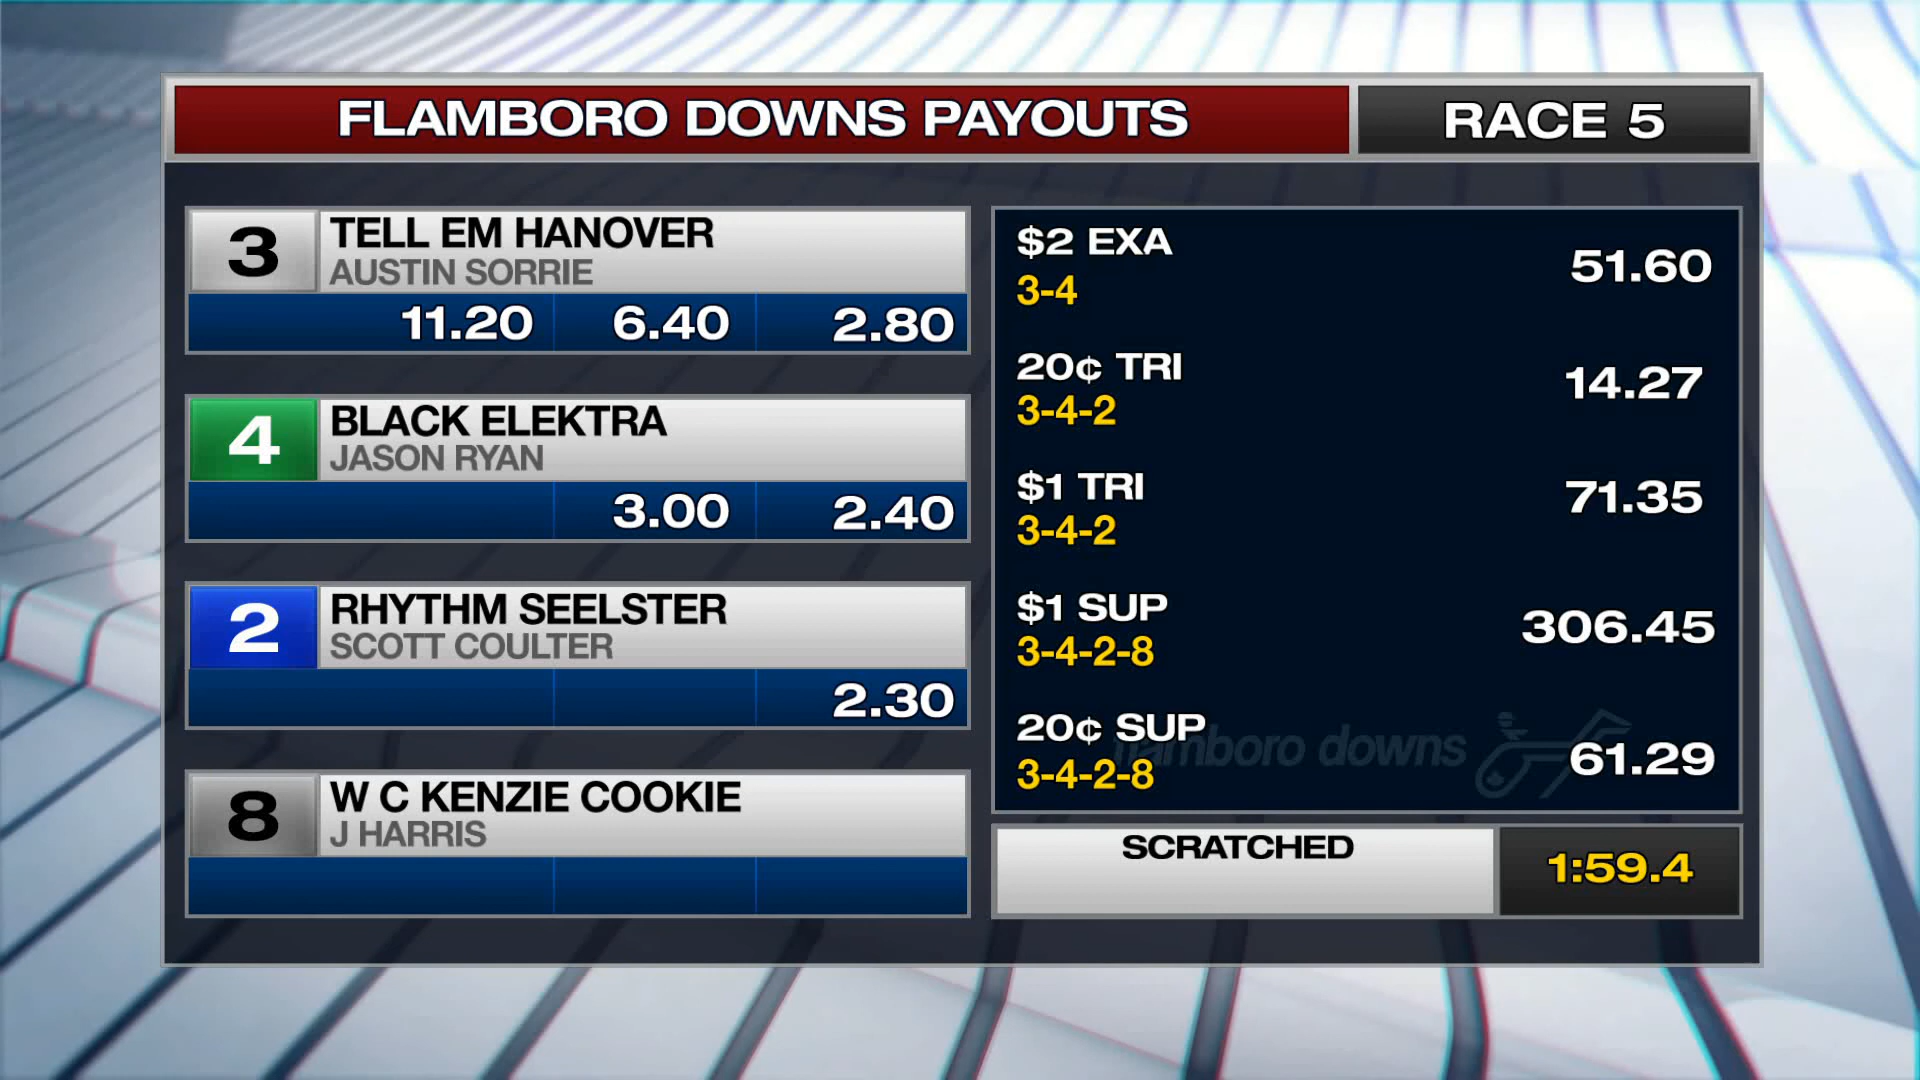 FLAMBORO DOWNS PAYOUTS
RACE 5
3
TELL EM HANOVER
AUSTIN SORRIE
11.20 6.40 2.80
4
BLACK ELEKTRA
JASON RYAN
3.00 2.40
2
RHYTHM SEELSTER
SCOTT COULTER
2.30
8
W C KENZIE COOKIE
J HARRIS
$2 EXA
3-4
51.60
20¢ TRI
3-4-2
14.27
$1 TRI
3-4-2
71.35
$1 SUP
3-4-2-8
306.45
20¢ SUP
3-4-2-8
61.29
flamboro downs
SCRATCHED
1:59.4